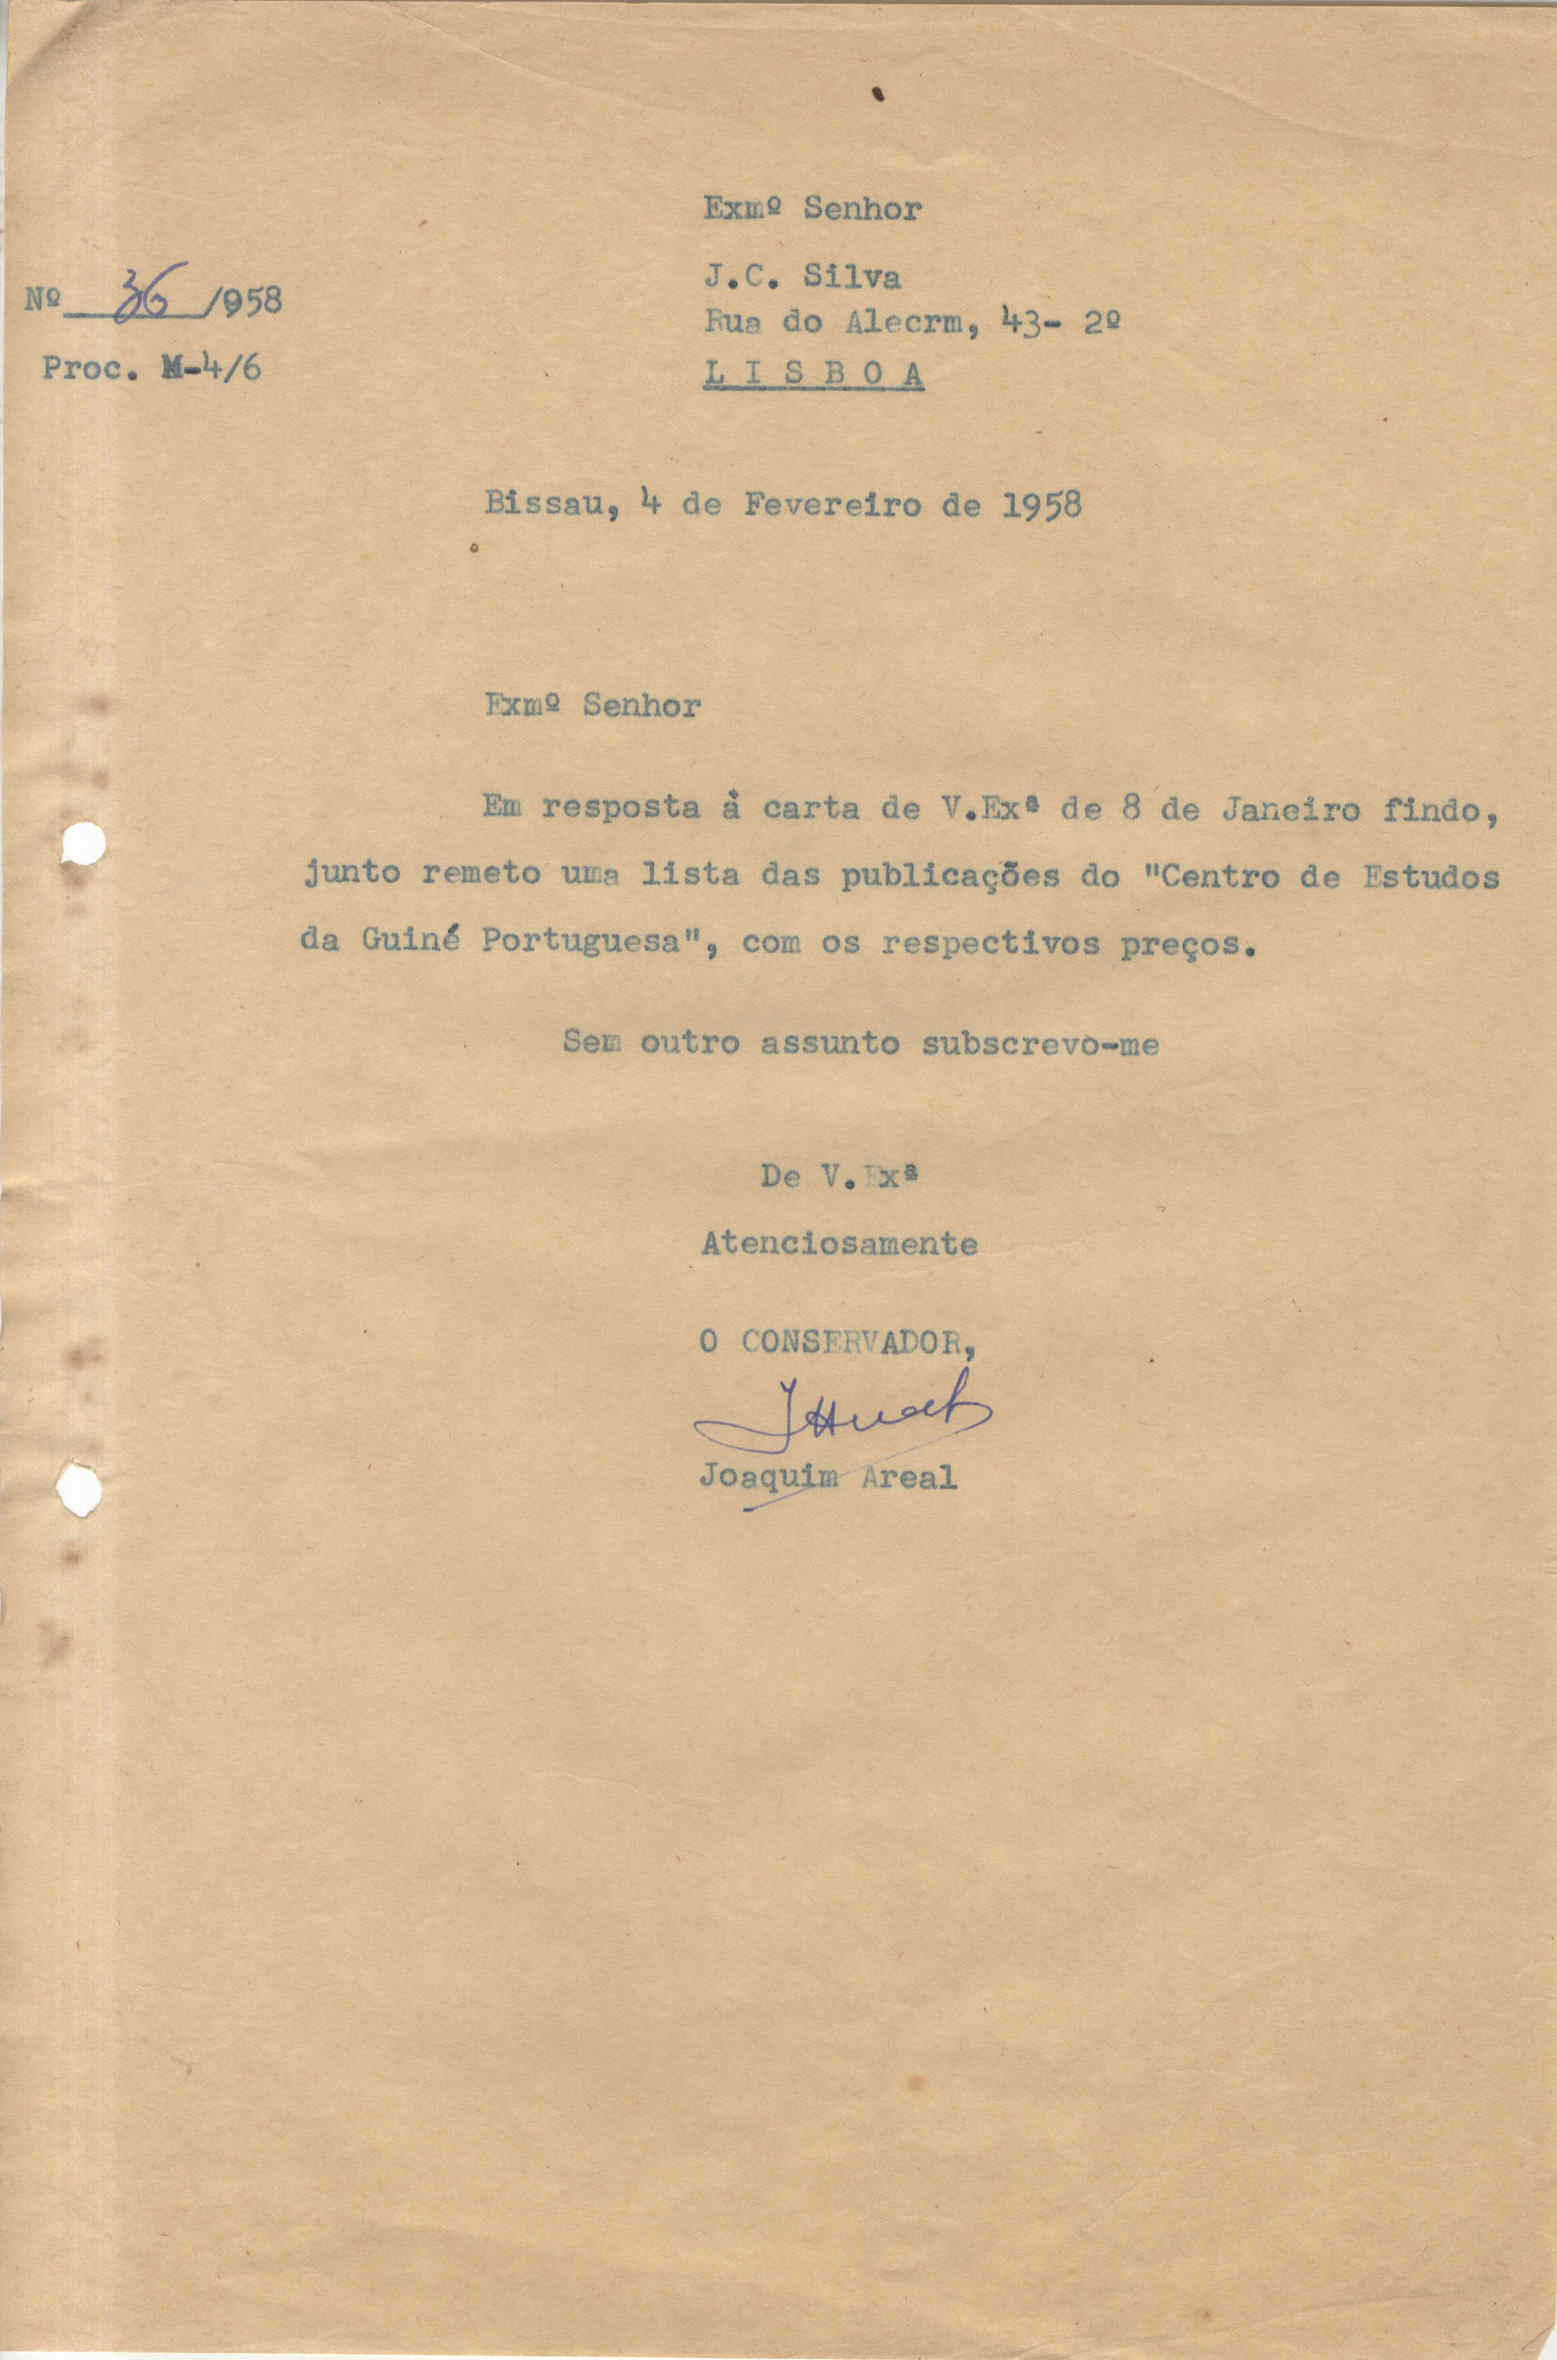 Exmº Senhor
J.C. Silva
Nº 36 /958
Rua do Alecrm, 43- 2º
Proc. M-4/6
L I S B O A
Bissau, 4 de Fevereiro de 1958
Exmº Senhor
Em resposta à carta de V.Exª de 8 de Janeiro findo,
junto remeto uma lista das publicações do "Centro de Estudos
da Guiné Portuguesa", com os respectivos preços.
Sem outro assunto subscrevo-me
De V.Exª
Atenciosamente
O CONSERVADOR,
Joaquim Areal